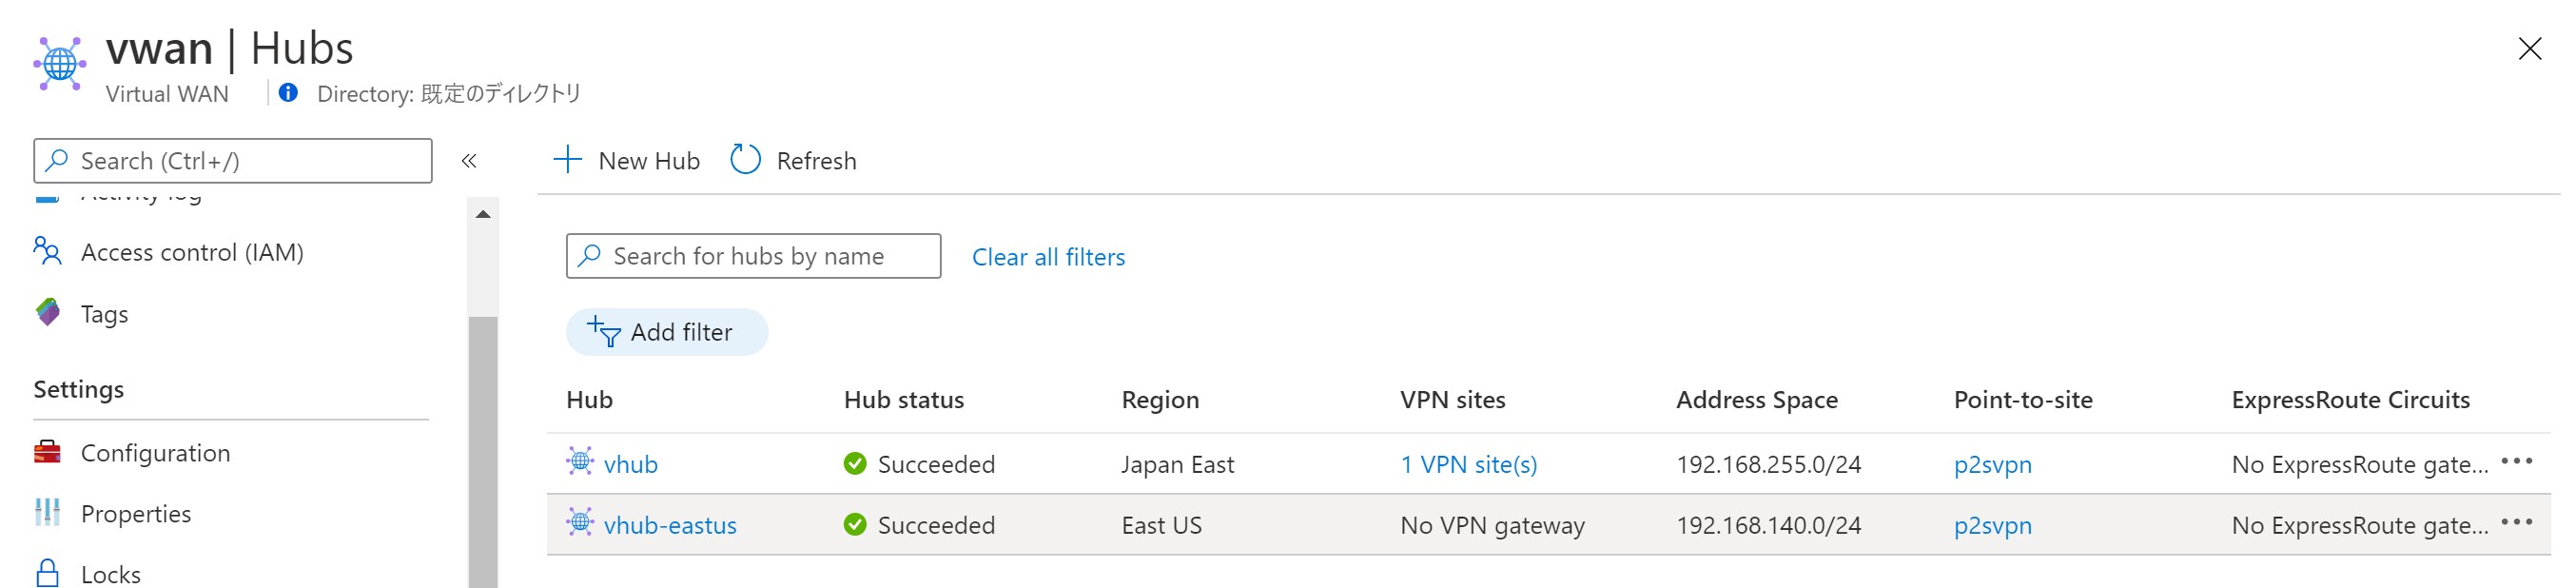 vwan | Hubs
Virtual WAN
Directory: 既定のディレクトリ
Search (Ctrl+/)
«
New Hub
Refresh
Activity log
Access control (IAM)
Tags
Settings
Configuration
Properties
Locks
Search for hubs by name
Clear all filters
Add filter
Hub Hub status Region VPN sites Address Space Point-to-site ExpressRoute Circuits
vhub Succeeded Japan East 1 VPN site(s) 192.168.255.0/24 p2svpn No ExpressRoute gate... •••
vhub-eastus Succeeded East US No VPN gateway 192.168.140.0/24 p2svpn No ExpressRoute gate... •••